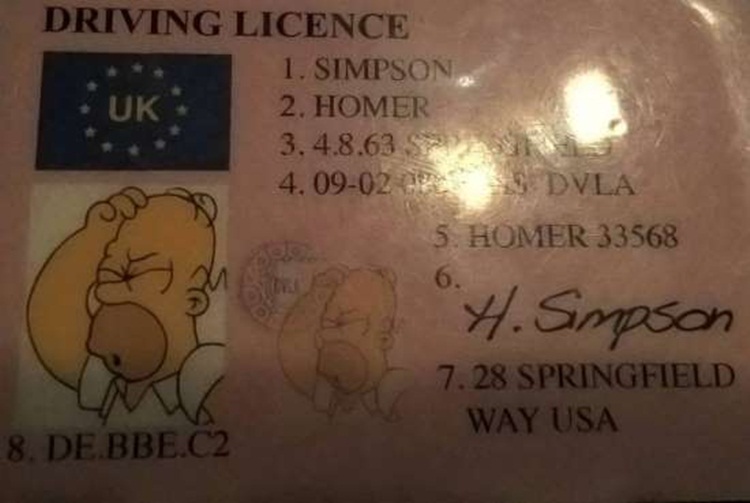 DRIVING LICENCE
UK
1. SIMPSON
2. HOMER
3. 4.8.63
4. 09-02 DVLA
5. HOMER 33568
6.
H. Simpson
7. 28 SPRINGFIELD
WAY USA
8. DE.BBE.C2